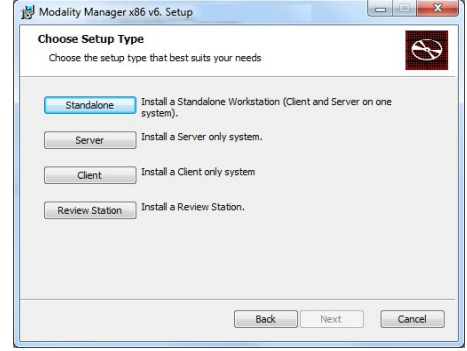 Modality Manager x86 v6. Setup
Choose Setup Type
Choose the setup type that best suits your needs
Standalone
Install a Standalone Workstation (Client and Server on one
system).
Server
Install a Server only system.
Client
Install a Client only system
Review Station
Install a Review Station.
Back
Next
Cancel